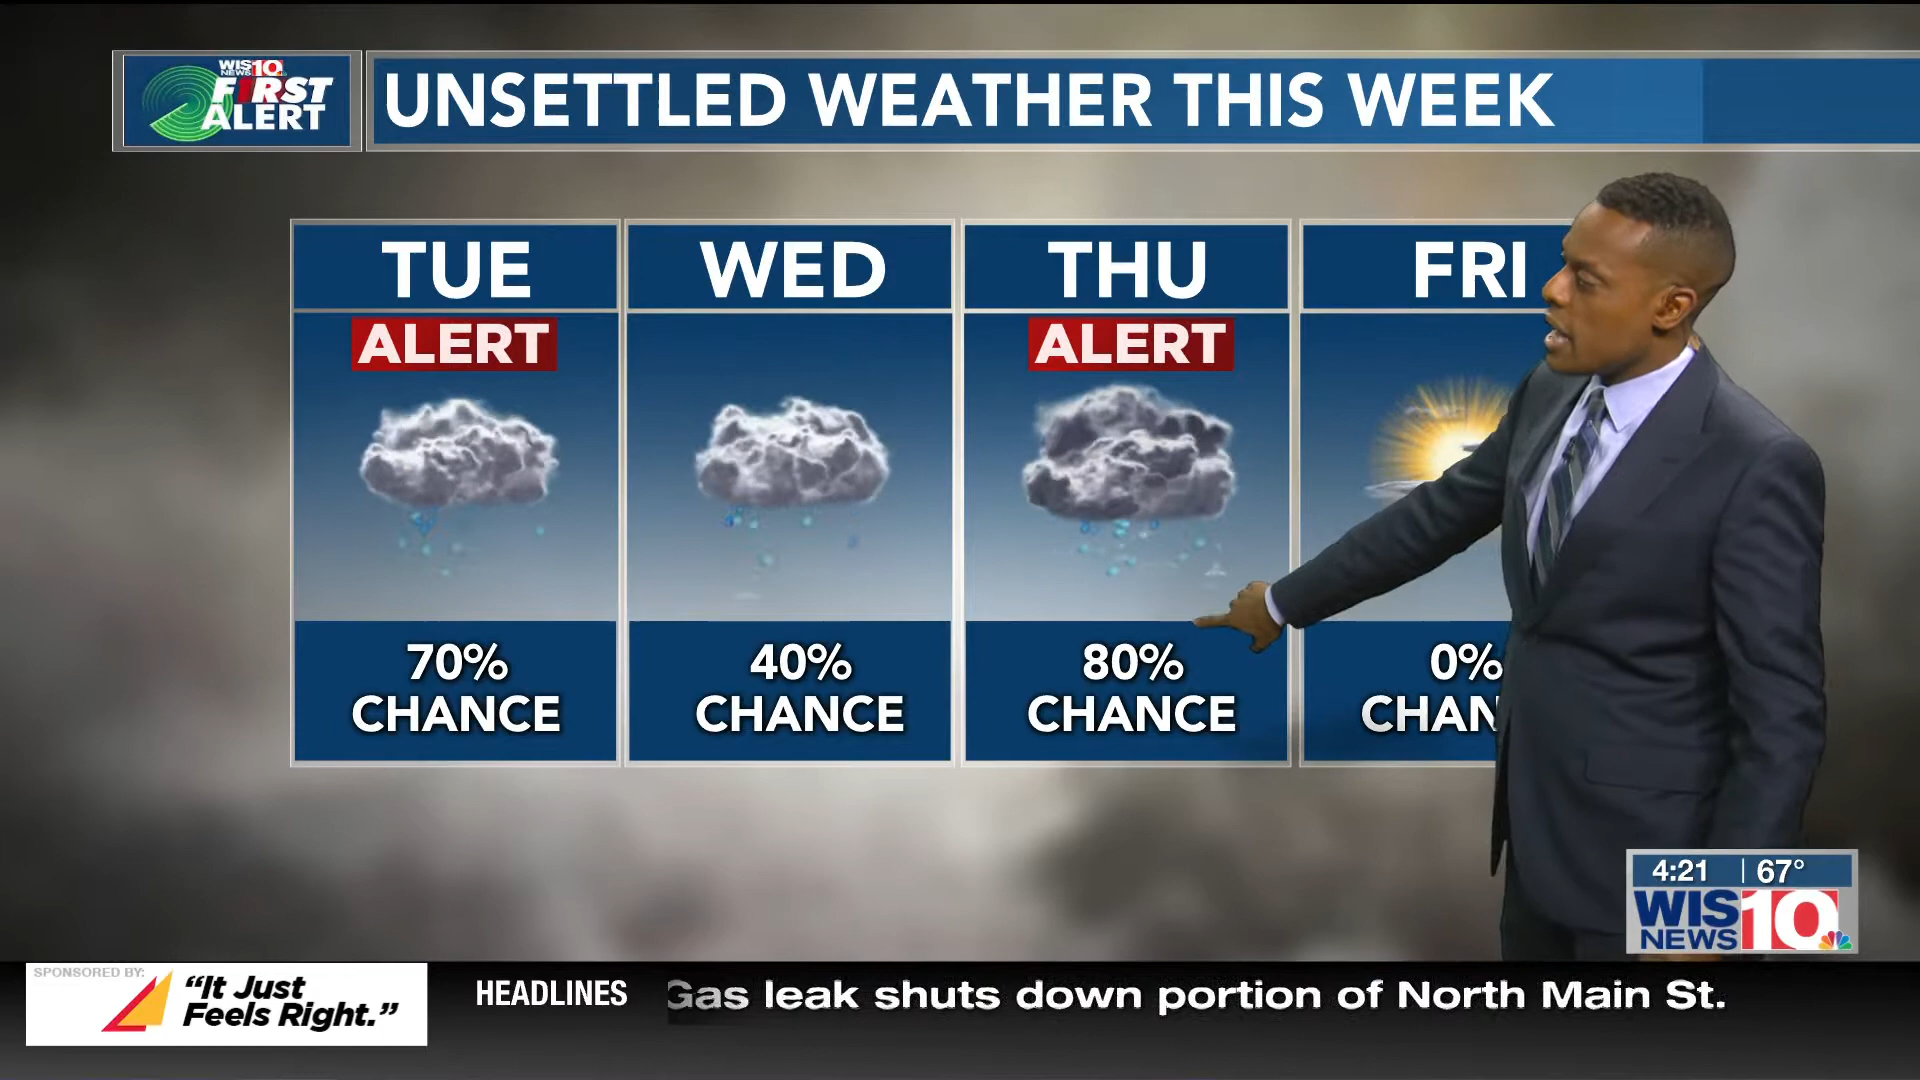 WIS
NEWS 10
FIRST
ALERT
UNSETTLED WEATHER THIS WEEK
TUE
ALERT
70%
CHANCE
WED
40%
CHANCE
THU
ALERT
80%
CHANCE
FRI
0%
CHAN
4:21 | 67°
WIS 10
NEWS
SPONSORED BY:
“It Just
Feels Right.”
HEADLINES
Gas leak shuts down portion of North Main St.